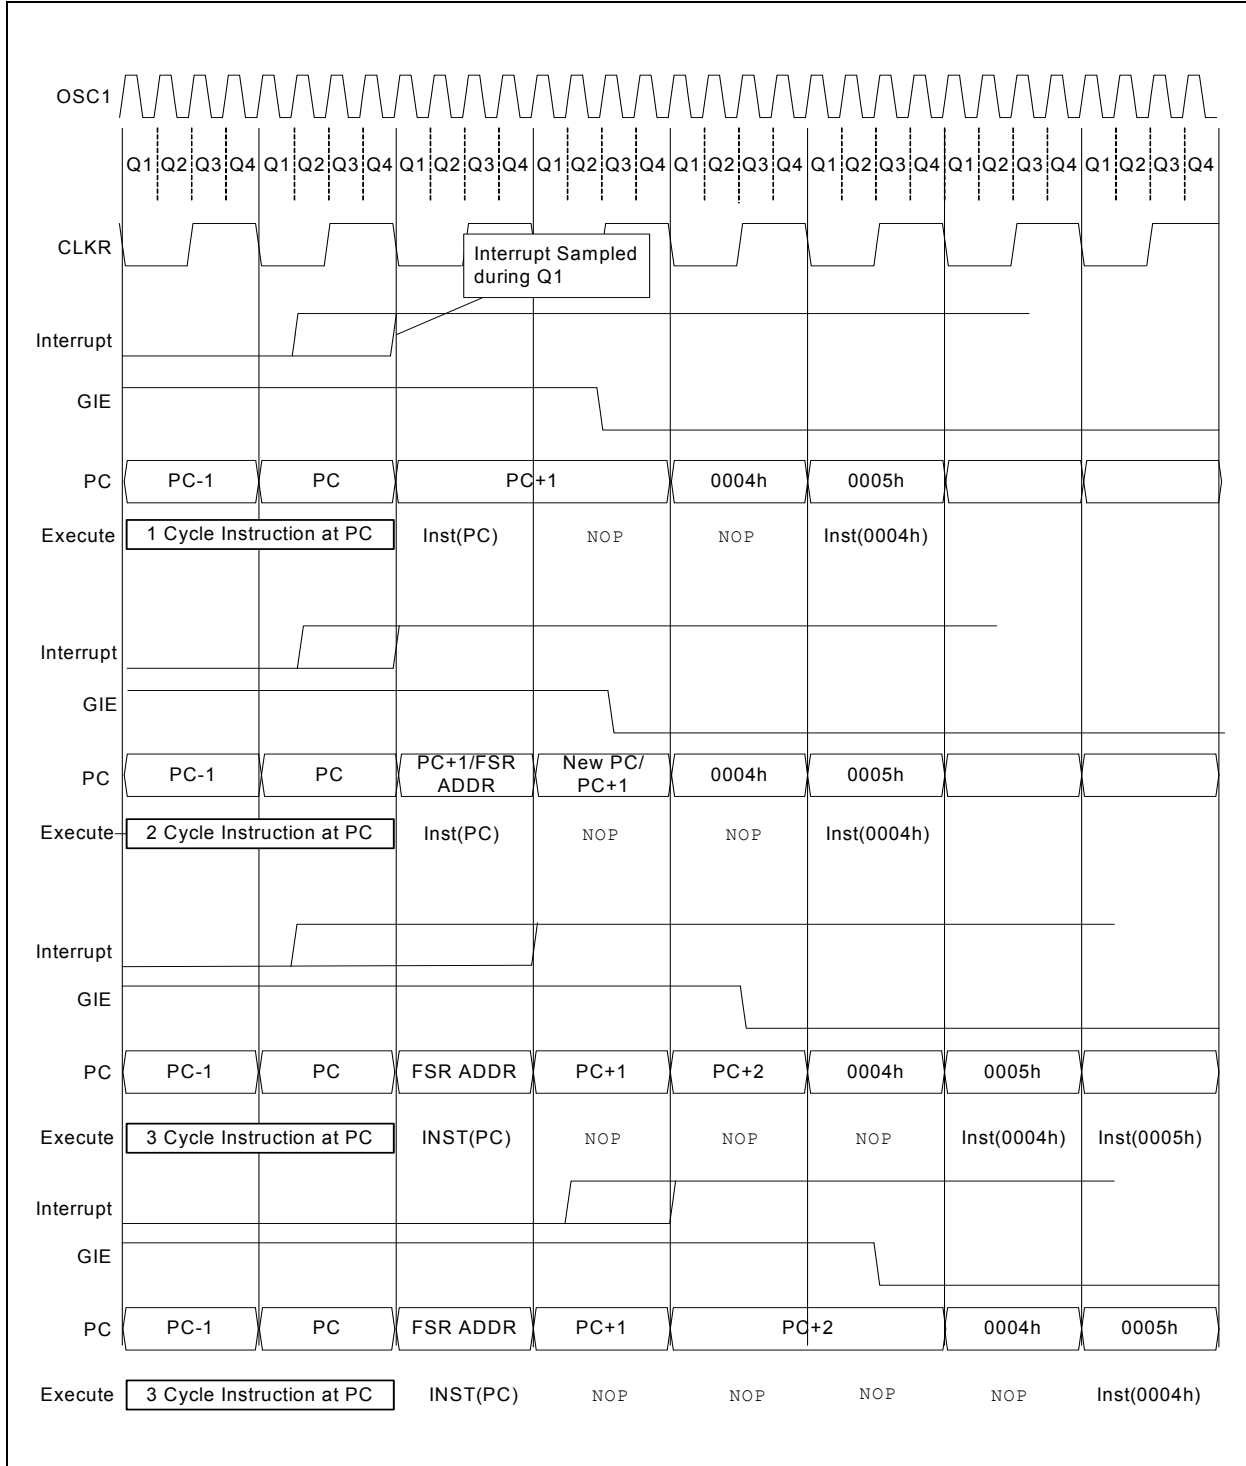 OSC1
Q1 Q2 Q3 Q4 Q1 Q2 Q3 Q4 Q1 Q2 Q3 Q4 Q1 Q2 Q3 Q4 Q1 Q2 Q3 Q4 Q1 Q2 Q3 Q4 Q1 Q2 Q3 Q4 Q1 Q2 Q3 Q4
CLKR
Interrupt Sampled
during Q1
Interrupt
GIE
PC PC-1 PC PC+1 0004h 0005h
Execute 1 Cycle Instruction at PC Inst(PC) NOP NOP Inst(0004h)
Interrupt
GIE
PC PC-1 PC PC+1/FSR ADDR New PC/ PC+1 0004h 0005h
Execute 2 Cycle Instruction at PC Inst(PC) NOP NOP Inst(0004h)
Interrupt
GIE
PC PC-1 PC FSR ADDR PC+1 PC+2 0004h 0005h
Execute 3 Cycle Instruction at PC INST(PC) NOP NOP NOP Inst(0004h) Inst(0005h)
Interrupt
GIE
PC PC-1 PC FSR ADDR PC+1 PC+2 0004h 0005h
Execute 3 Cycle Instruction at PC INST(PC) NOP NOP NOP NOP Inst(0004h)